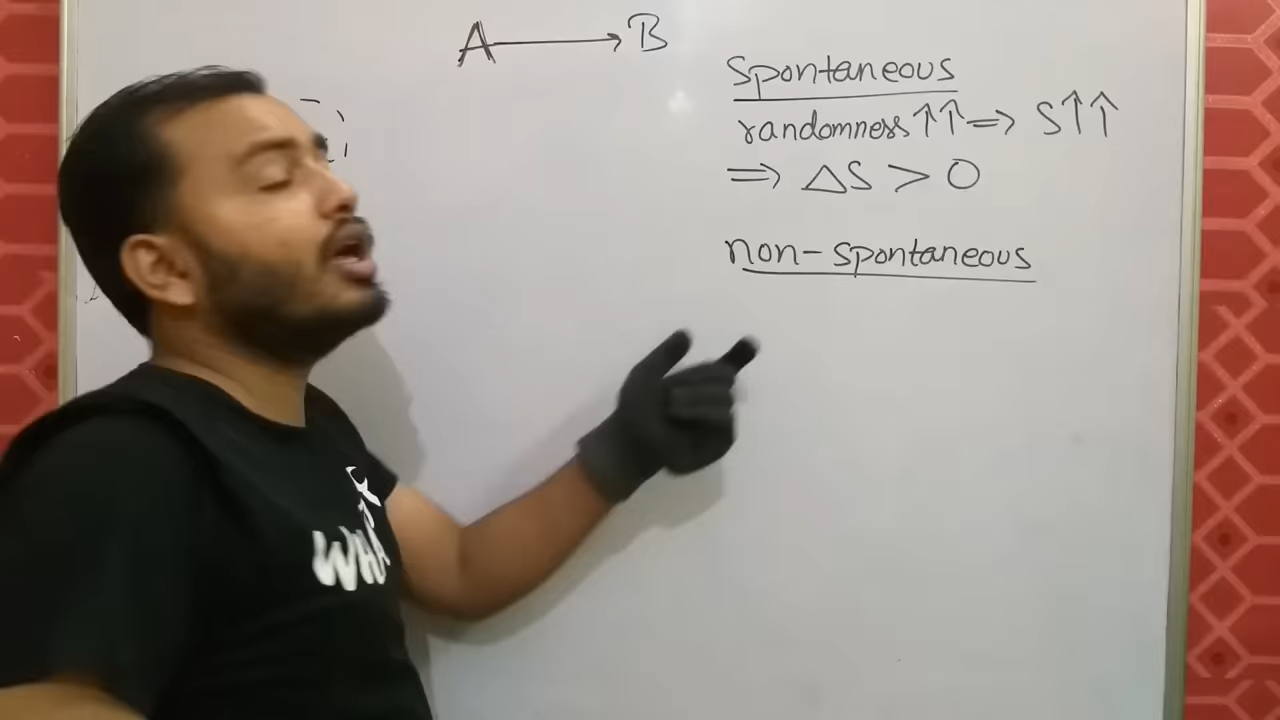 A → B
Spontaneous
randomness ↑↑ ⇒ S↑↑
⇒ ΔS > 0
non-spontaneous